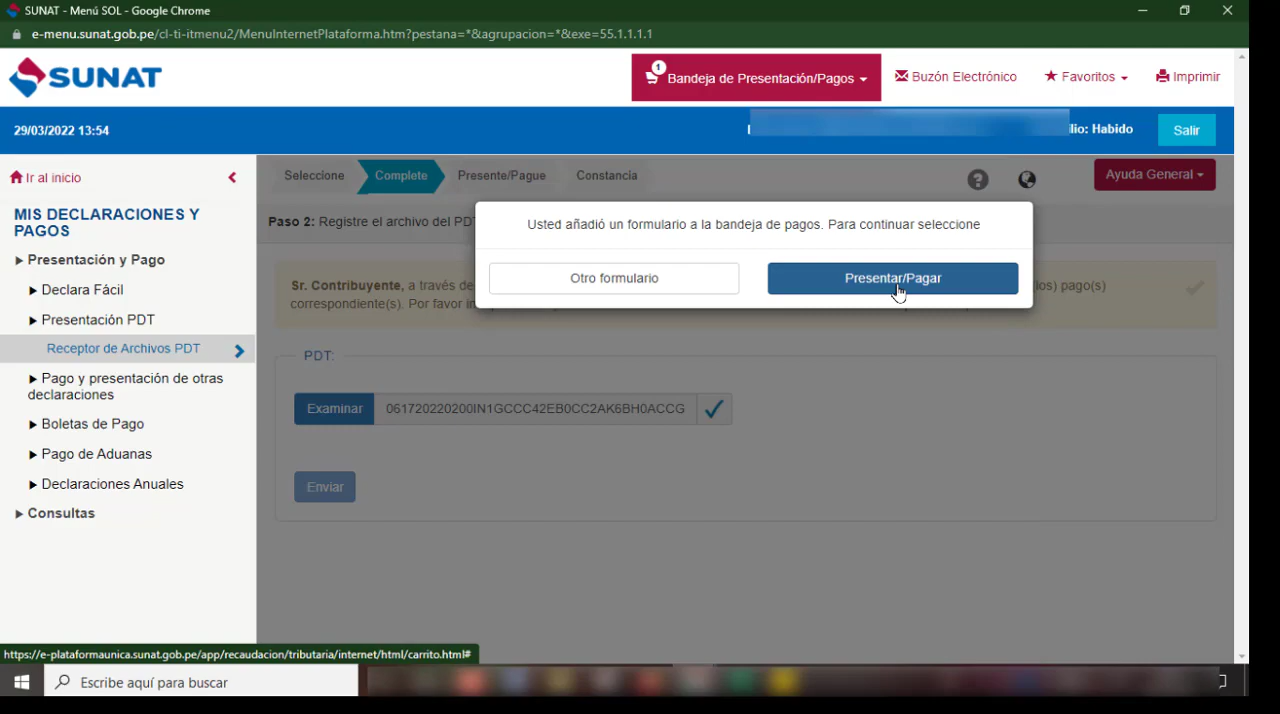 SUNAT - Menú SOL - Google Chrome
e-menu.sunat.gob.pe/cl-ti-itmenu2/MenuInternetPlataforma.htm?pestana=*&agrupacion=*&exe=55.1.1.1.1
SUNAT
1
Bandeja de Presentación/Pagos
Buzón Electrónico
Favoritos
Imprimir
29/03/2022 13:54
lio: Habido
Salir
Ir al inicio
MIS DECLARACIONES Y
PAGOS
Presentación y Pago
Declara Fácil
Presentación PDT
Receptor de Archivos PDT
Pago y presentación de otras
declaraciones
Boletas de Pago
Pago de Aduanas
Declaraciones Anuales
Consultas
Seleccione
Complete
Presente/Pague
Constancia
Ayuda General
Paso 2: Registre el archivo del PDT
Usted añadió un formulario a la bandeja de pagos. Para continuar seleccione
Otro formulario
Presentar/Pagar
Sr. Contribuyente, a través de
(los) pago(s)
correspondiente(s). Por favor
PDT:
Examinar
061720220200IN1GCCC42EB0CC2AK6BH0ACCG
Enviar
https://e-plataformaunica.sunat.gob.pe/app/recaudacion/tributaria/internet/html/carrito.html#
Escribe aquí para buscar